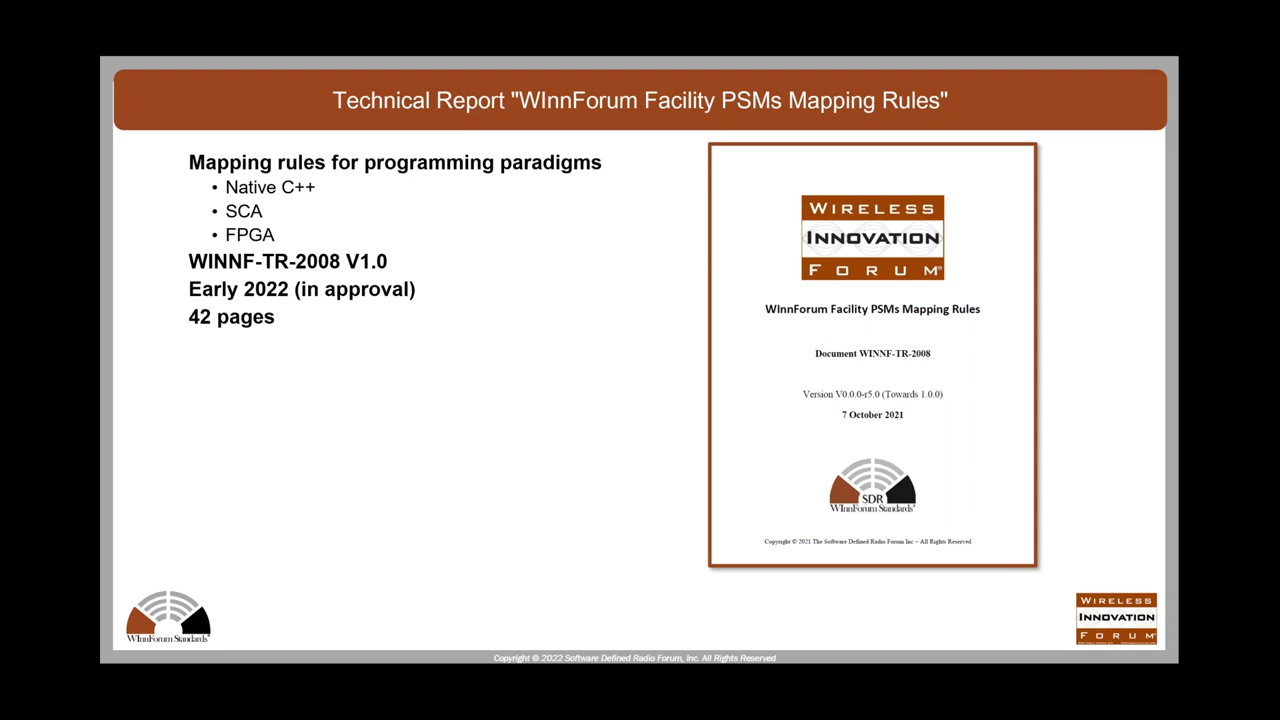 Technical Report "WInnForum Facility PSMs Mapping Rules"
Mapping rules for programming paradigms
• Native C++
• SCA
• FPGA
WINNF-TR-2008 V1.0
Early 2022 (in approval)
42 pages
WIRELESS
INNOVATION
FORUM®
WInnForum Facility PSMs Mapping Rules
Document WINNF-TR-2008
Version V0.0.0-r5.0 (Towards 1.0.0)
7 October 2021
SDR
WInnForum Standards®
Copyright © 2021 The Software Defined Radio Forum Inc – All Rights Reserved
WInnForum Standards®
WIRELESS
INNOVATION
FORUM®
Copyright © 2022 Software Defined Radio Forum, Inc. All Rights Reserved